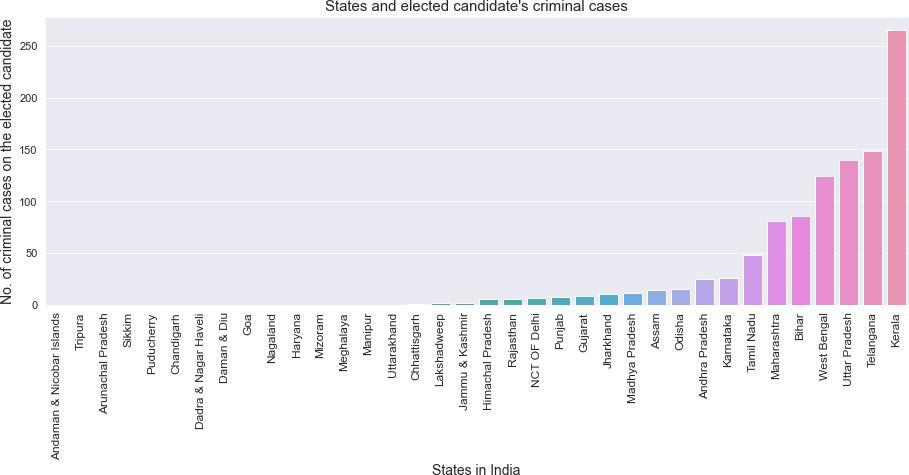 States and elected candidate's criminal cases
No. of criminal cases on the elected candidate
250
200
150
100
50
0
Andaman & Nicobar Islands
Tripura
Arunachal Pradesh
Sikkim
Puducherry
Chandigarh
Dadra & Nagar Haveli
Daman & Diu
Goa
Nagaland
Haryana
Mizoram
Meghalaya
Manipur
Uttarakhand
Chhattisgarh
Lakshadweep
Jammu & Kashmir
Himachal Pradesh
Rajasthan
NCT OF Delhi
Punjab
Gujarat
Jharkhand
Madhya Pradesh
Assam
Odisha
Andhra Pradesh
Karnataka
Tamil Nadu
Maharashtra
Bihar
West Bengal
Uttar Pradesh
Telangana
Kerala
States in India